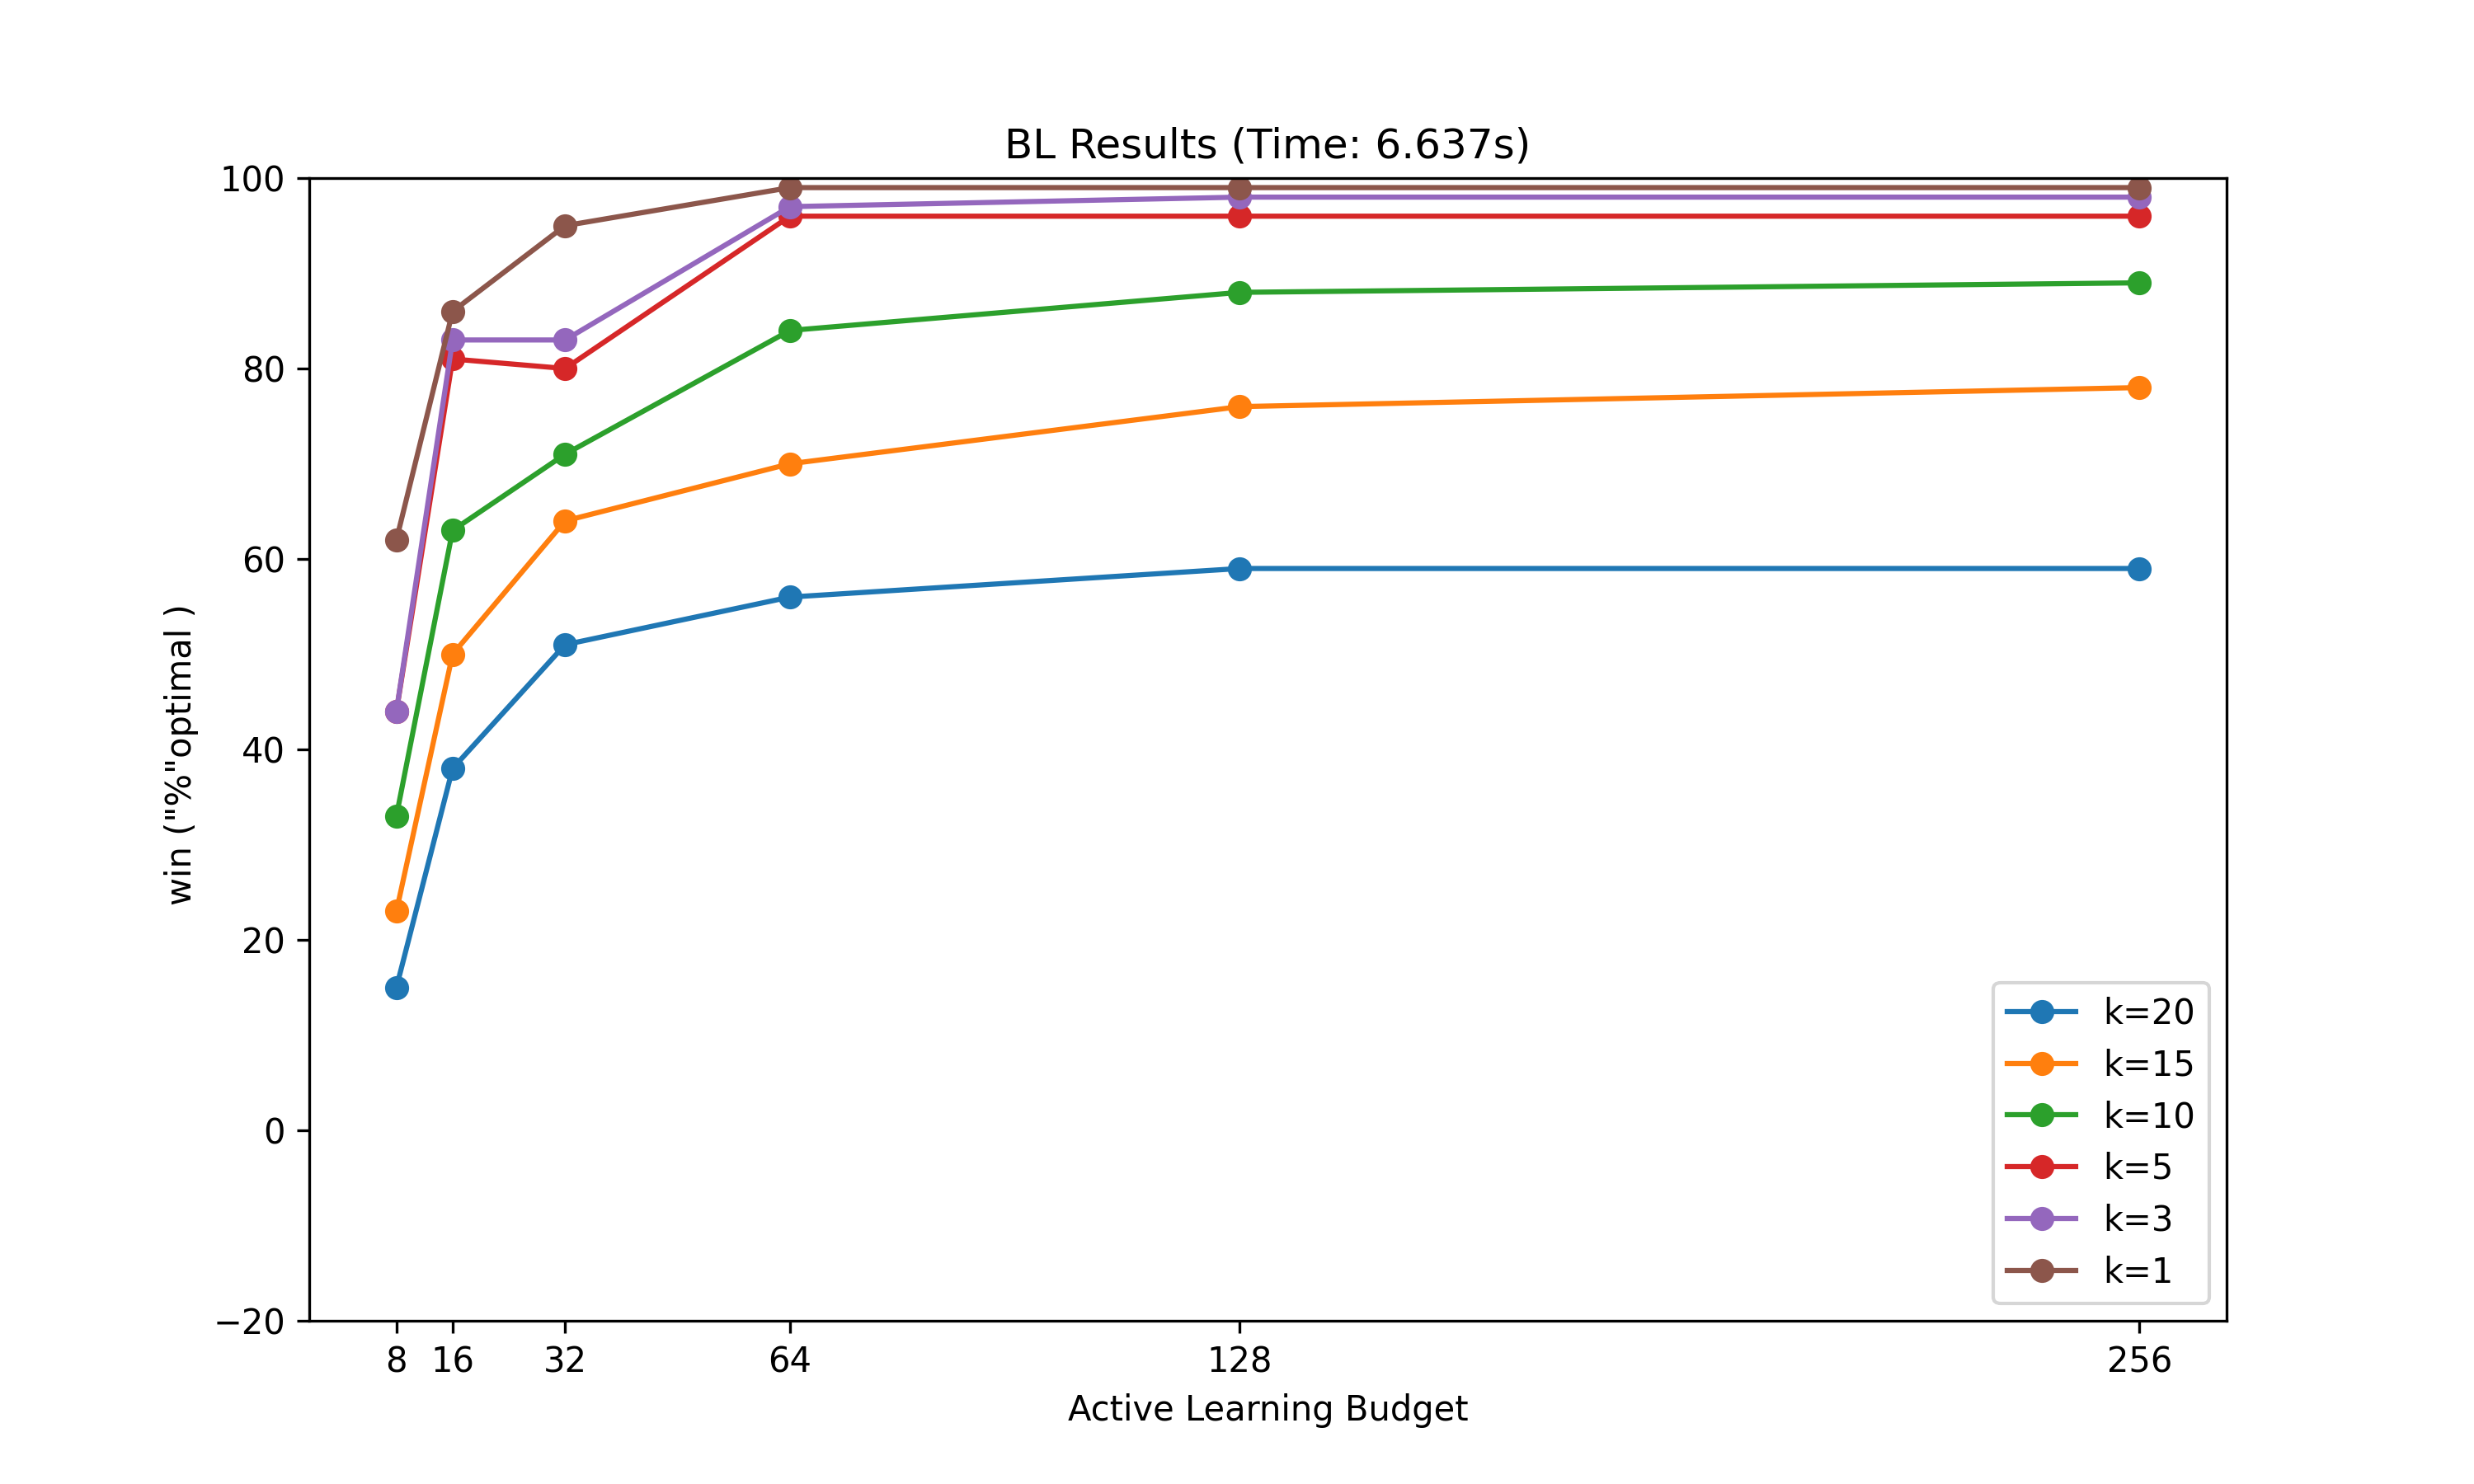 BL Results (Time: 6.637s)
100
80
60
40
20
0
−20
win ("%"optimal )
8 16 32 64 128 256
Active Learning Budget
k=20
k=15
k=10
k=5
k=3
k=1